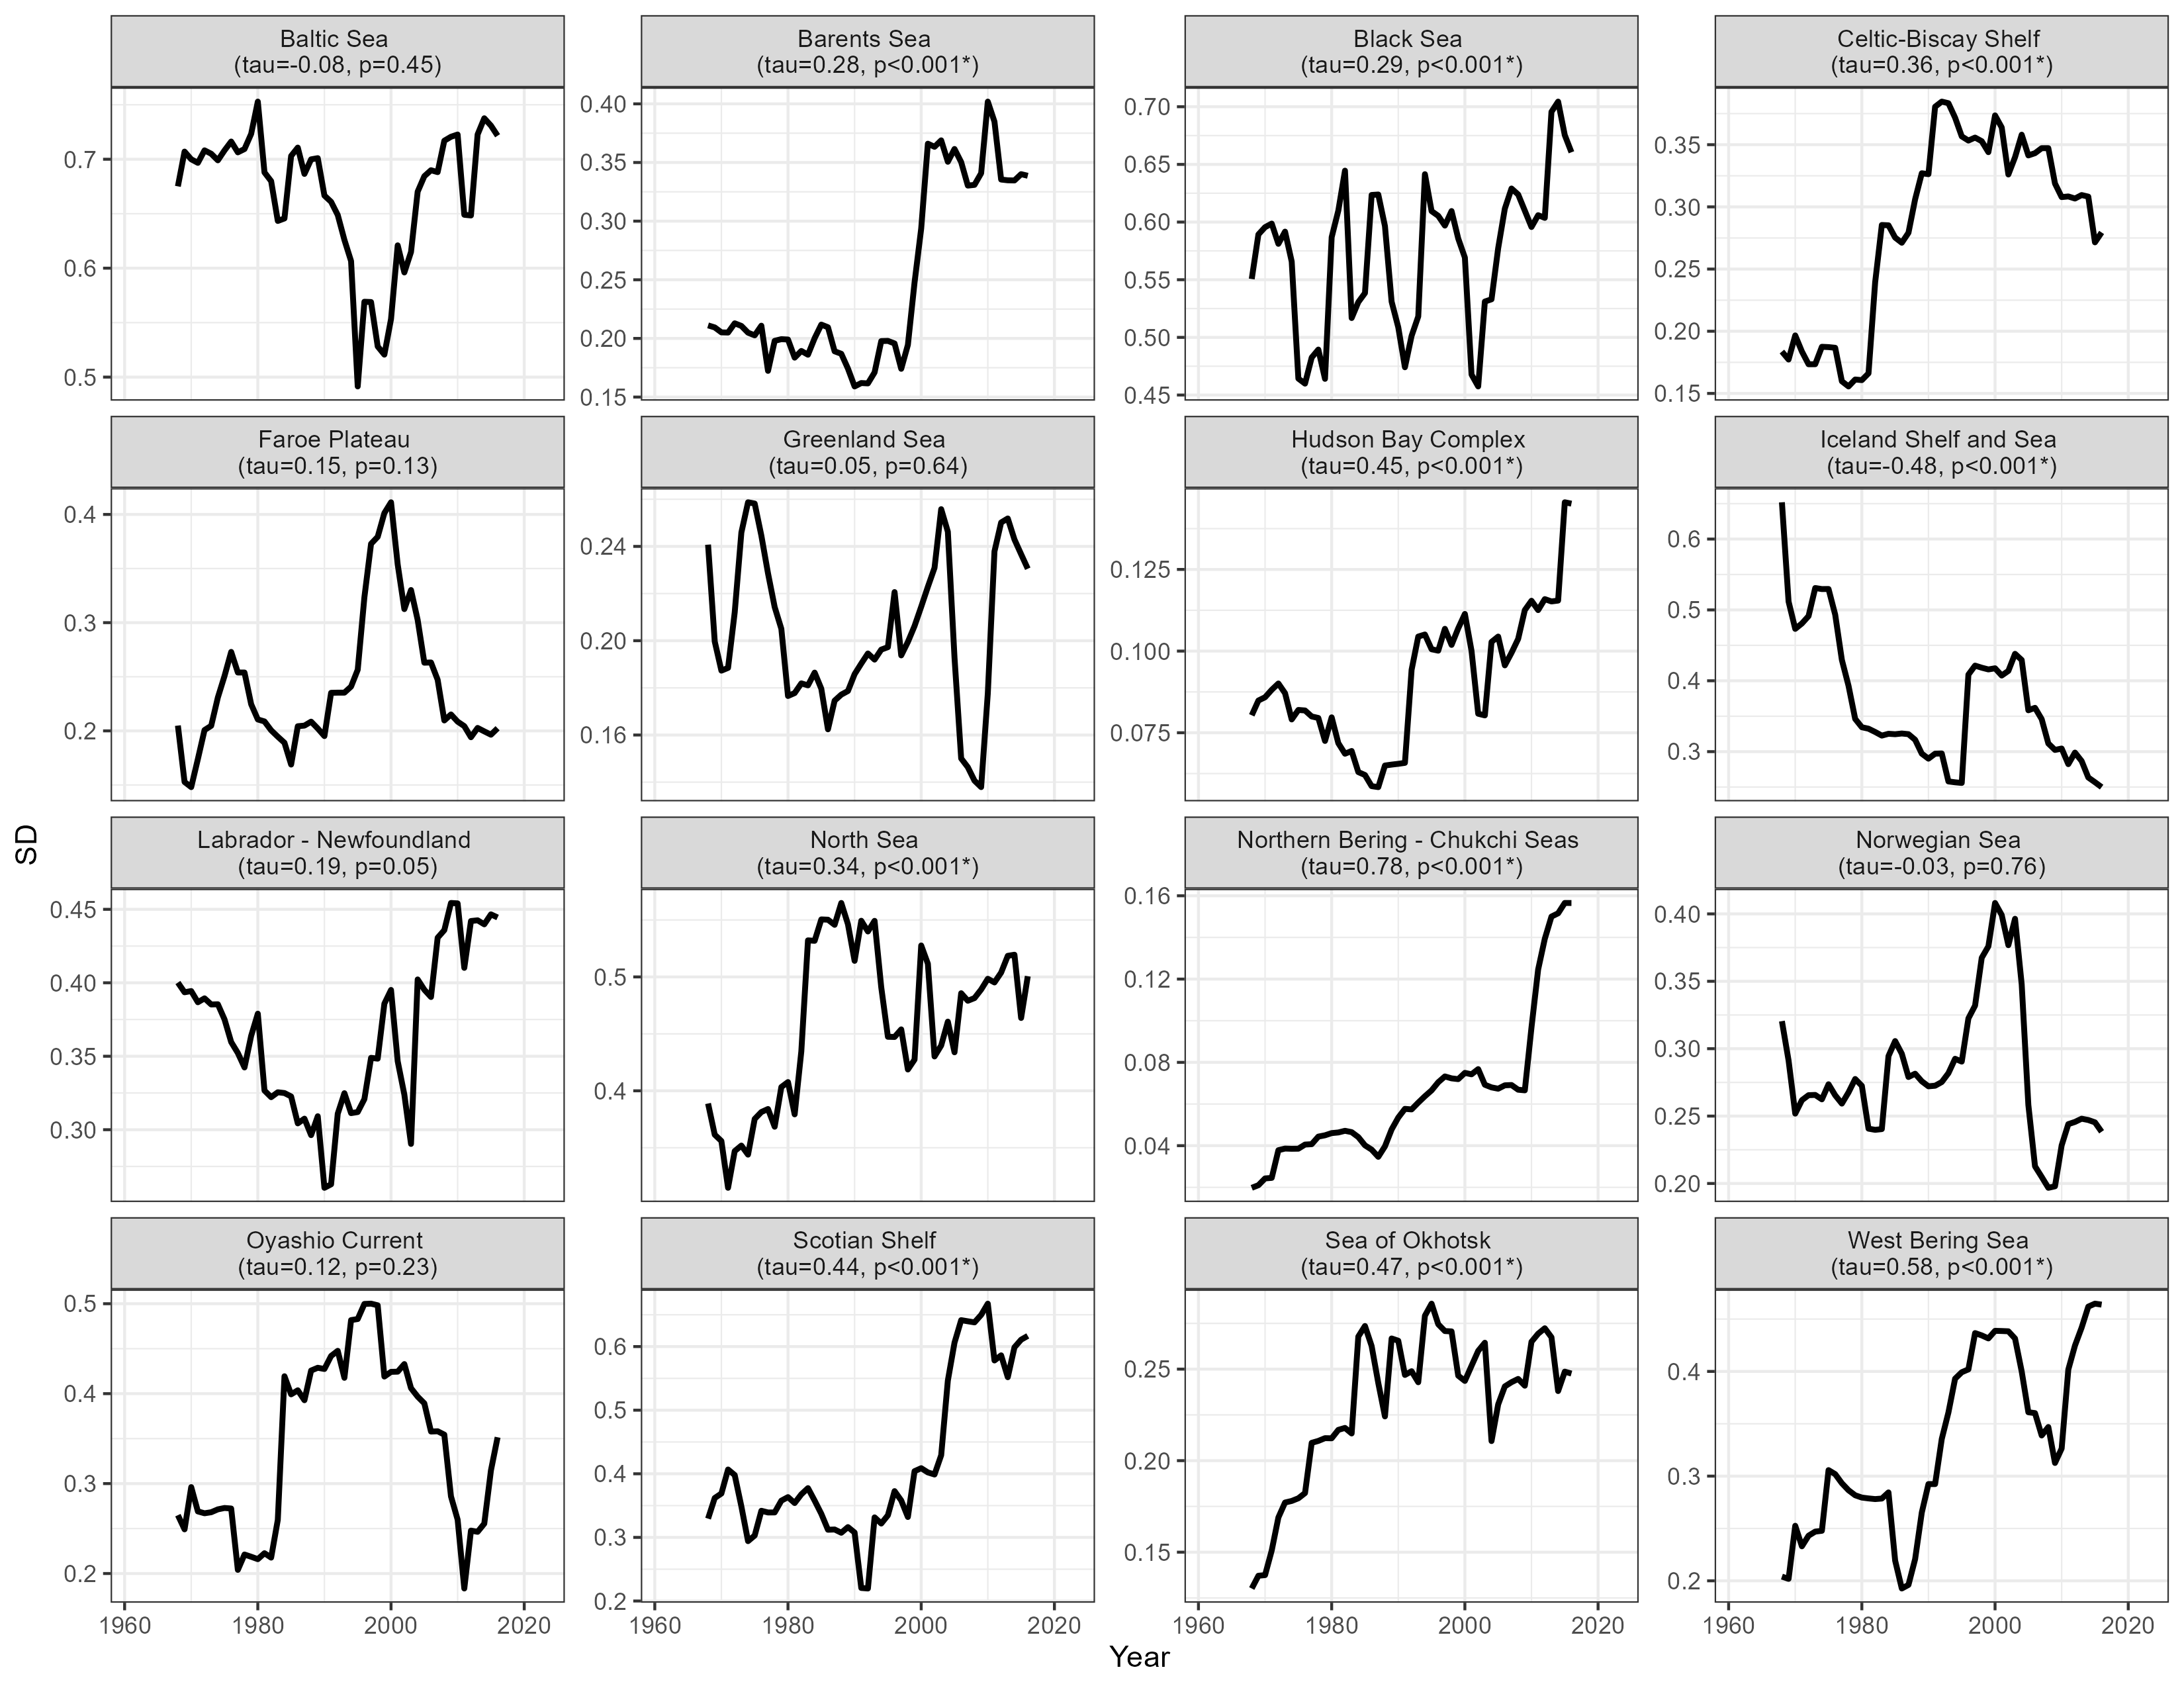 Baltic Sea
(tau=-0.08, p=0.45)
Barents Sea
(tau=0.28, p<0.001*)
Black Sea
(tau=0.29, p<0.001*)
Celtic-Biscay Shelf
(tau=0.36, p<0.001*)
0.7
0.6
0.5
0.40
0.35
0.30
0.25
0.20
0.15
0.70
0.65
0.60
0.55
0.50
0.45
0.35
0.30
0.25
0.20
0.15
Faroe Plateau
(tau=0.15, p=0.13)
Greenland Sea
(tau=0.05, p=0.64)
Hudson Bay Complex
(tau=0.45, p<0.001*)
Iceland Shelf and Sea
(tau=-0.48, p<0.001*)
0.4
0.3
0.2
0.24
0.20
0.16
0.125
0.100
0.075
0.6
0.5
0.4
0.3
SD
Labrador - Newfoundland
(tau=0.19, p=0.05)
North Sea
(tau=0.34, p<0.001*)
Northern Bering - Chukchi Seas
(tau=0.78, p<0.001*)
Norwegian Sea
(tau=-0.03, p=0.76)
0.45
0.40
0.35
0.30
0.5
0.4
0.16
0.12
0.08
0.04
0.40
0.35
0.30
0.25
0.20
Oyashio Current
(tau=0.12, p=0.23)
Scotian Shelf
(tau=0.44, p<0.001*)
Sea of Okhotsk
(tau=0.47, p<0.001*)
West Bering Sea
(tau=0.58, p<0.001*)
0.5
0.4
0.3
0.2
0.6
0.5
0.4
0.3
0.2
0.25
0.20
0.15
0.4
0.3
0.2
1960 1980 2000 2020
1960 1980 2000 2020
1960 1980 2000 2020
1960 1980 2000 2020
Year